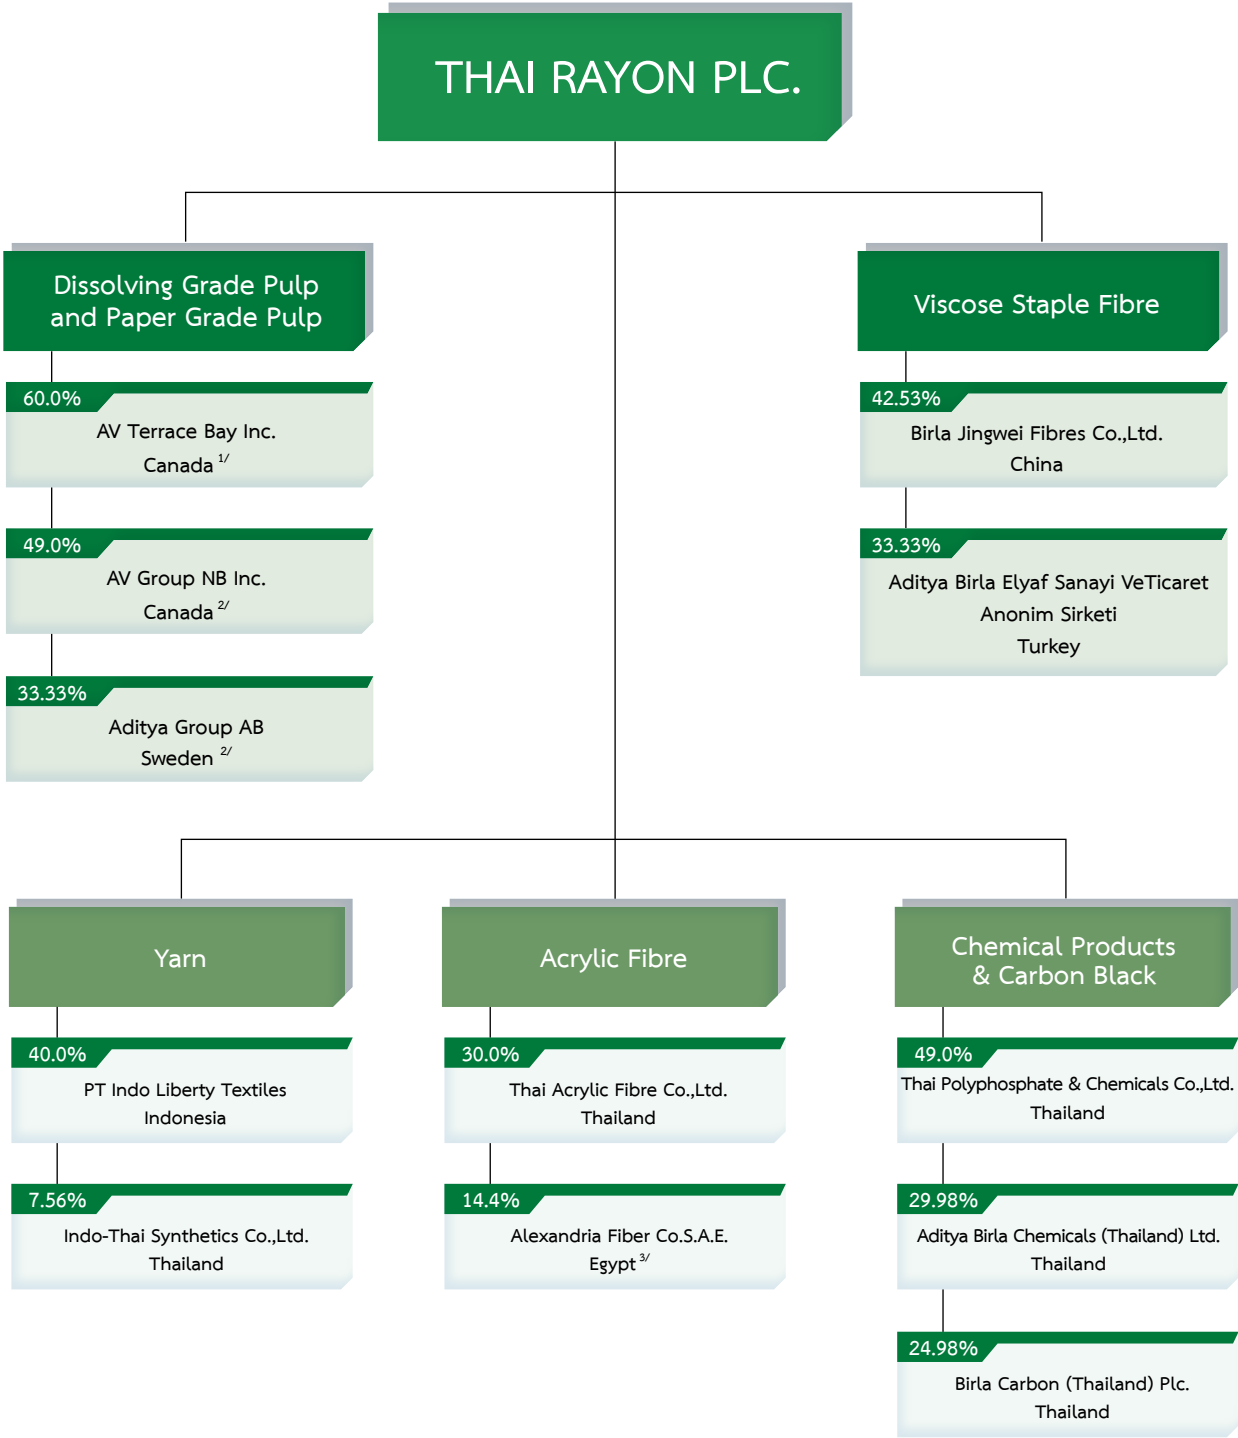 THAI RAYON PLC.
Dissolving Grade Pulp
and Paper Grade Pulp
60.0%
AV Terrace Bay Inc.
Canada 1/
49.0%
AV Group NB Inc.
Canada 2/
33.33%
Aditya Group AB
Sweden 2/
Viscose Staple Fibre
42.53%
Birla Jingwei Fibres Co.,Ltd.
China
33.33%
Aditya Birla Elyaf Sanayi VeTicaret
Anonim Sirketi
Turkey
Yarn
40.0%
PT Indo Liberty Textiles
Indonesia
7.56%
Indo-Thai Synthetics Co.,Ltd.
Thailand
Acrylic Fibre
30.0%
Thai Acrylic Fibre Co.,Ltd.
Thailand
14.4%
Alexandria Fiber Co.S.A.E.
Egypt 3/
Chemical Products
& Carbon Black
49.0%
Thai Polyphosphate & Chemicals Co.,Ltd.
Thailand
29.98%
Aditya Birla Chemicals (Thailand) Ltd.
Thailand
24.98%
Birla Carbon (Thailand) Plc.
Thailand